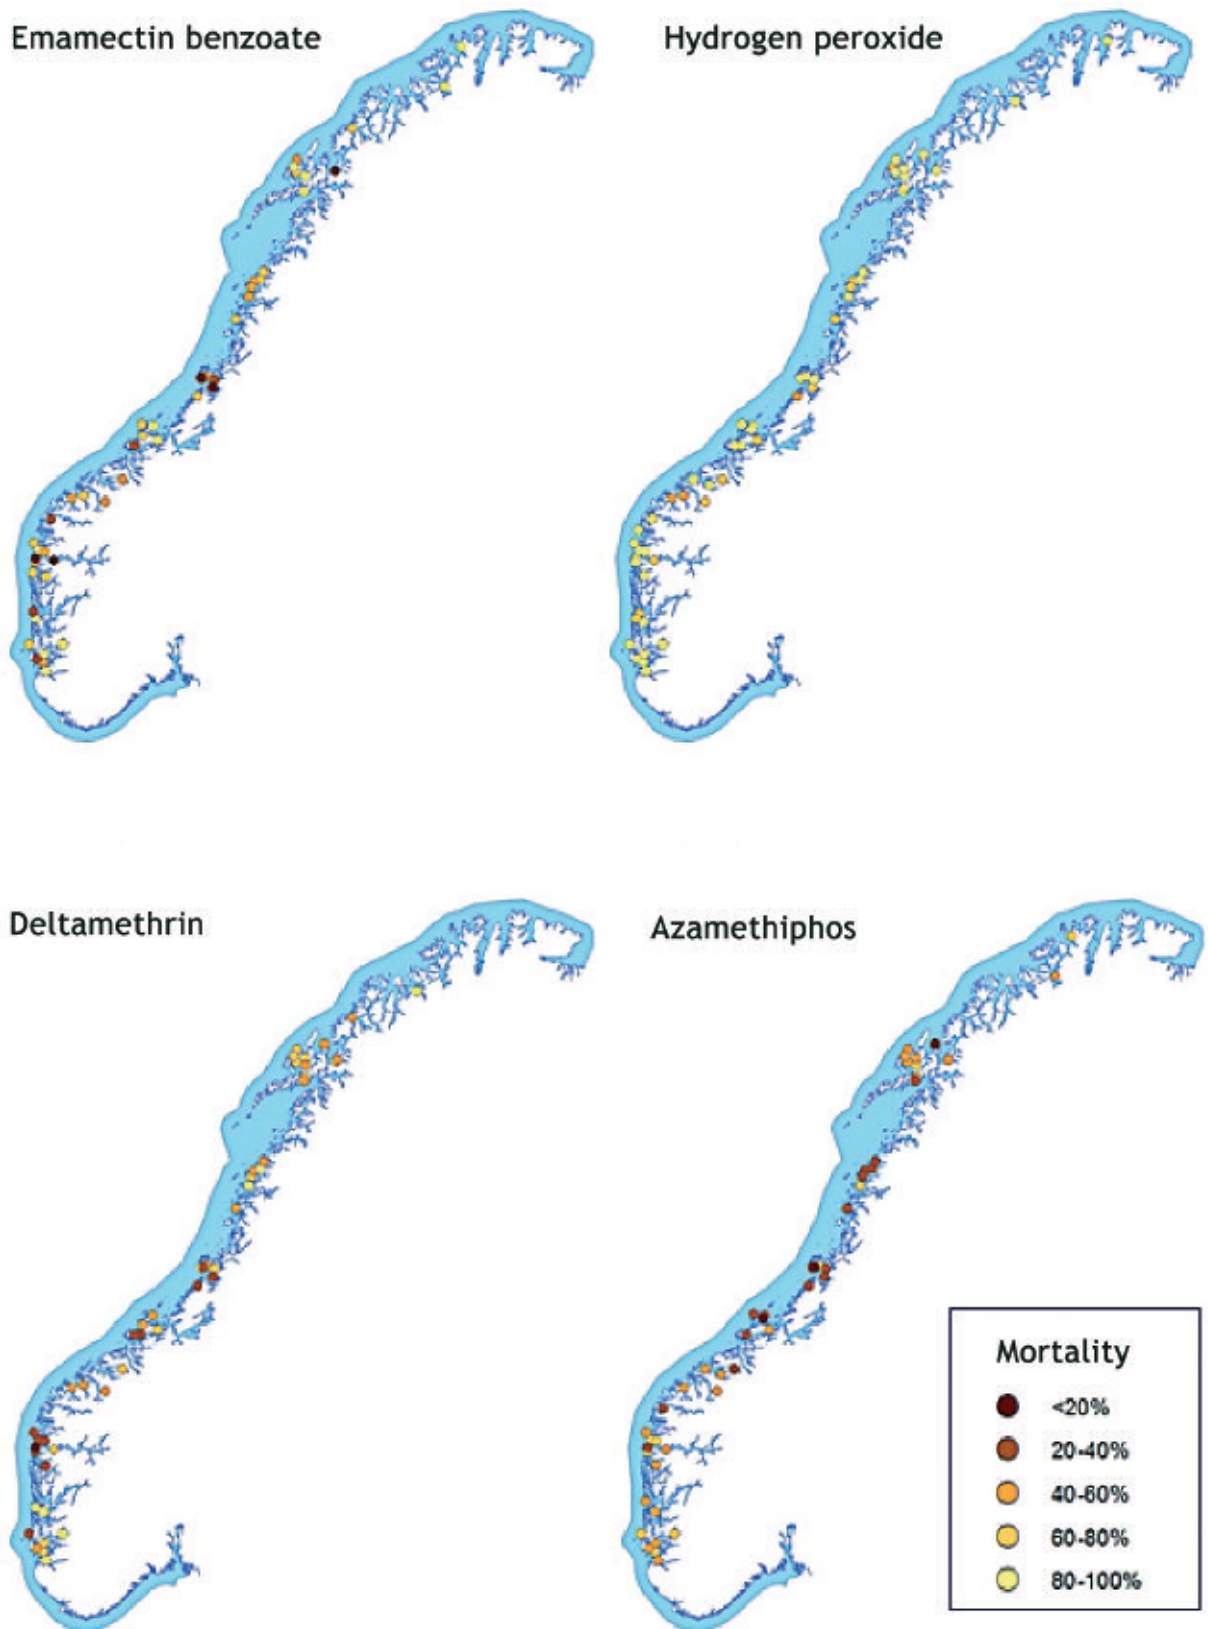 Emamectin benzoate
Hydrogen peroxide
Deltamethrin
Azamethiphos
Mortality
<20%
20-40%
40-60%
60-80%
80-100%